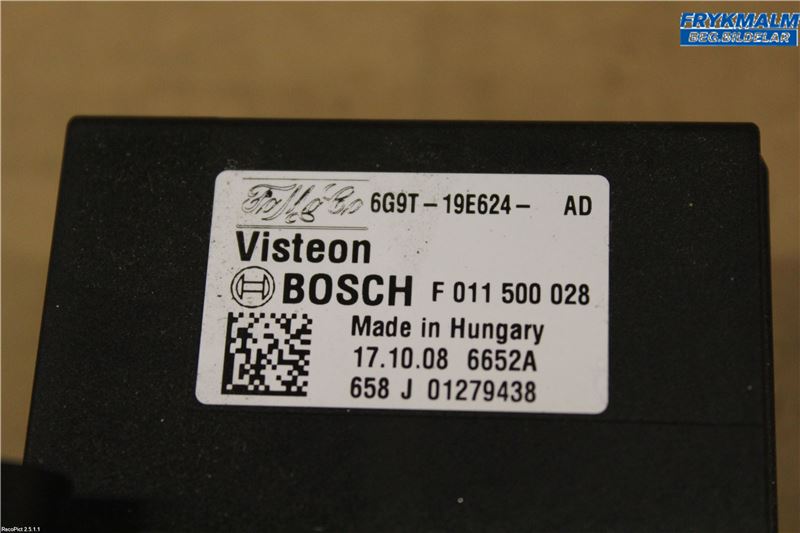 FRYKMALM
BEG.BILDELAR
FoMoCo 6G9T-19E624- AD
Visteon
BOSCH F 011 500 028
Made in Hungary
17.10.08 6652A
658 J 01279438
RecoPict 2.5.1.1